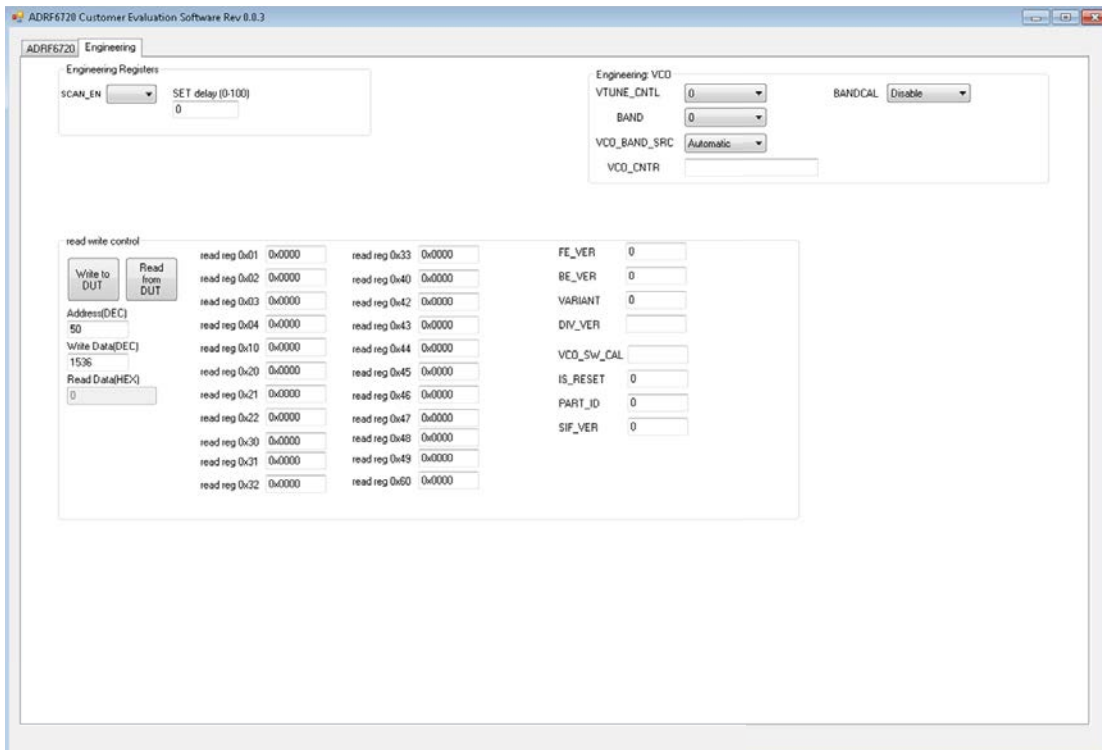 ADRF6720 Customer Evaluation Software Rev 0.0.3
ADRF6720 Engineering
Engineering Registers
SCAN_EN
SET delay (0-100)
0
Engineering: VCO
VTUNE_CNTL 0
BANDCAL Disable
BAND 0
VCO_BAND_SRC Automatic
VCO_CNTR
read write control
Write to
DUT
Read
from
DUT
Address(DEC)
50
Write Data(DEC)
1536
Read Data(HEX)
0
read reg 0x01 0x0000
read reg 0x02 0x0000
read reg 0x03 0x0000
read reg 0x04 0x0000
read reg 0x10 0x0000
read reg 0x20 0x0000
read reg 0x21 0x0000
read reg 0x22 0x0000
read reg 0x30 0x0000
read reg 0x31 0x0000
read reg 0x32 0x0000
read reg 0x33 0x0000
read reg 0x40 0x0000
read reg 0x42 0x0000
read reg 0x43 0x0000
read reg 0x44 0x0000
read reg 0x45 0x0000
read reg 0x46 0x0000
read reg 0x47 0x0000
read reg 0x48 0x0000
read reg 0x49 0x0000
read reg 0x60 0x0000
FE_VER 0
BE_VER 0
VARIANT 0
DIV_VER
VCO_SW_CAL
IS_RESET 0
PART_ID 0
SIF_VER 0